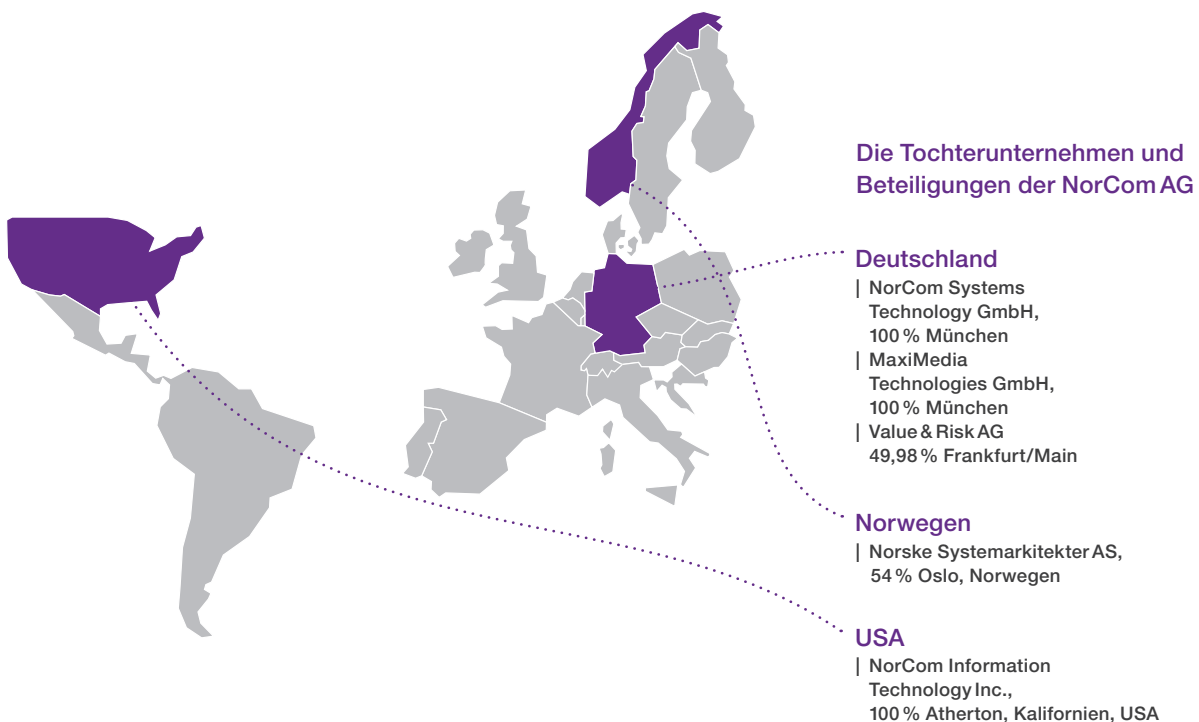 Die Tochterunternehmen und
Beteiligungen der NorCom AG
Deutschland
| NorCom Systems
Technology GmbH,
100 % München
| MaxiMedia
Technologies GmbH,
100 % München
| Value & Risk AG
49,98 % Frankfurt/Main
Norwegen
| Norske Systemarkitekter AS,
54 % Oslo, Norwegen
USA
| NorCom Information
Technology Inc.,
100 % Atherton, Kalifornien, USA